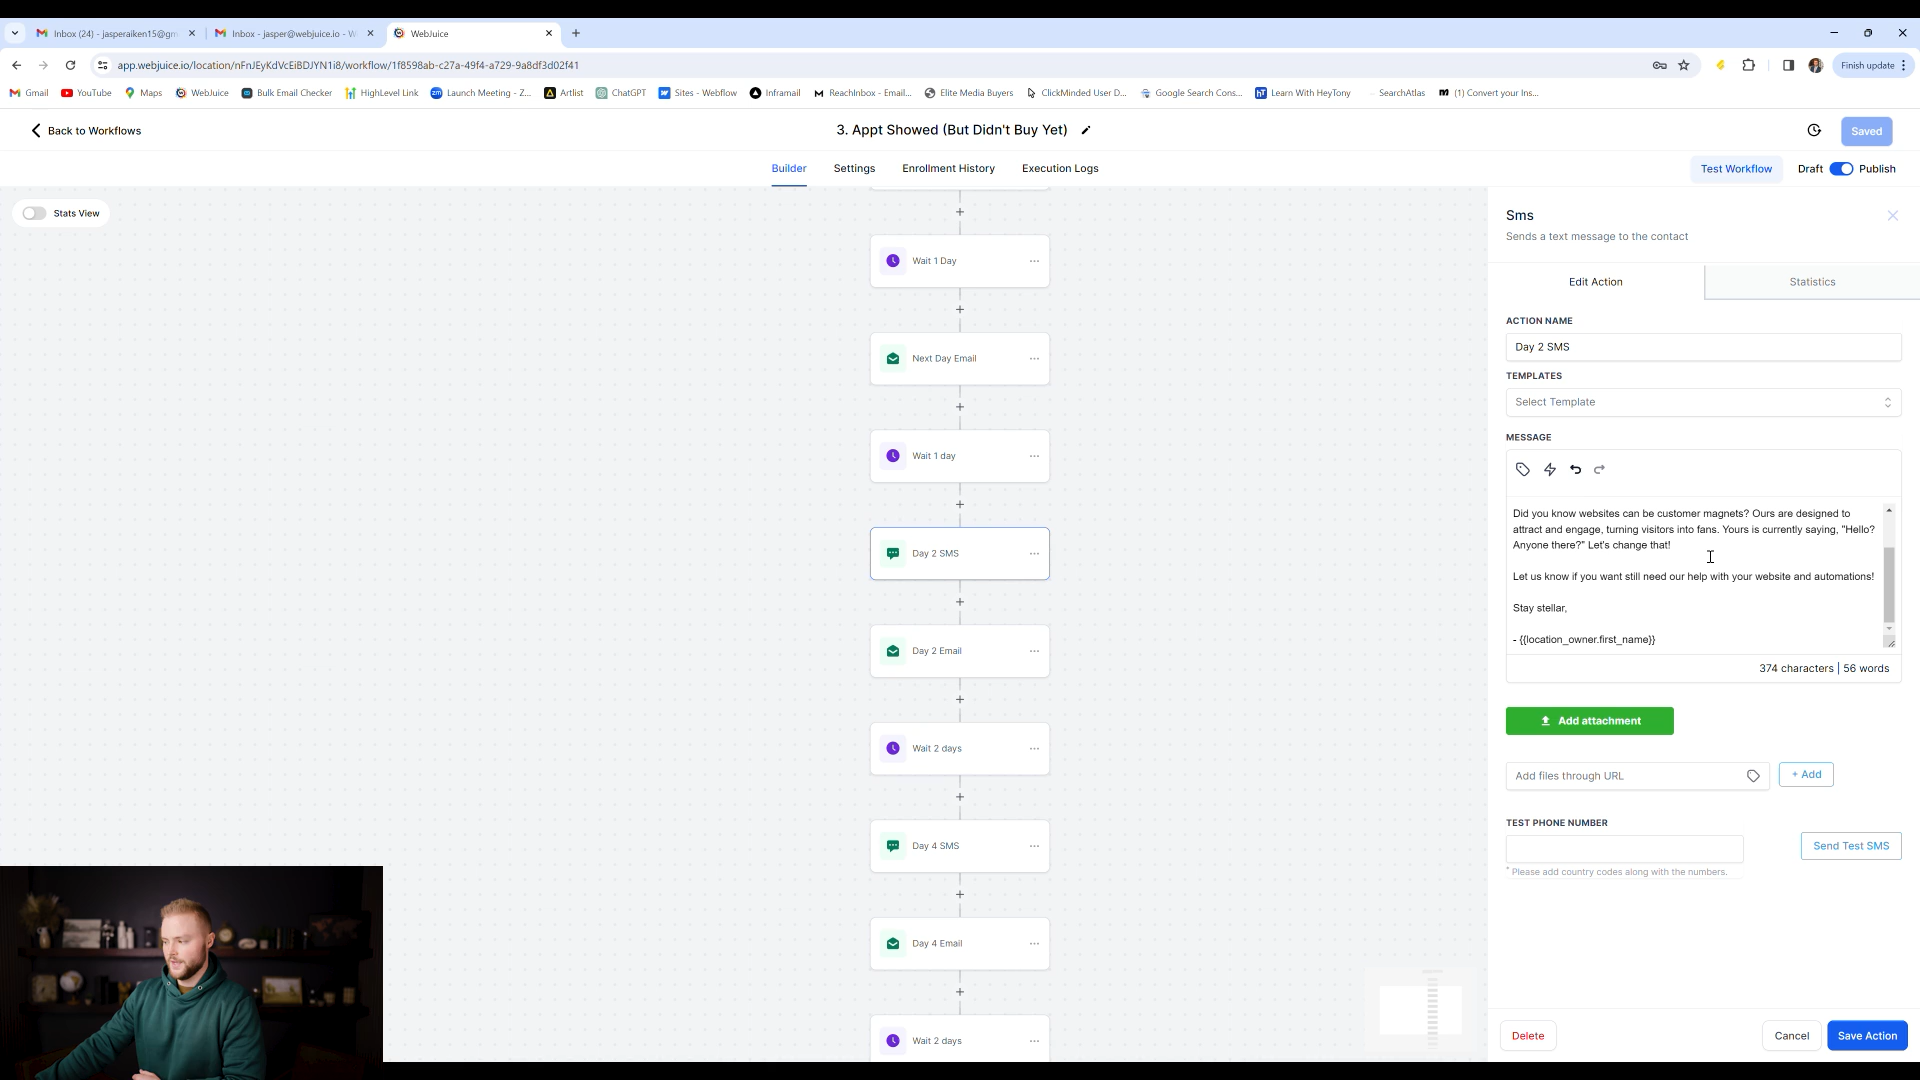 Inbox (24) - jasperaiken15@gm
Inbox - jasper@webjuice.io - W
WebJuice
app.webjuice.io/location/nFnJEyKdVcEiBDJYN1i8/workflow/1f8598ab-c27a-49f4-a729-9a8df3d02f41
Finish update
Gmail
YouTube
Maps
WebJuice
Bulk Email Checker
HighLevel Link
Launch Meeting - Z...
Artlist
ChatGPT
Sites - Webflow
Inframail
ReachInbox - Email...
Elite Media Buyers
ClickMinded User D...
Google Search Cons...
Learn With HeyTony
SearchAtlas
(1) Convert your Ins...
Back to Workflows
3. Appt Showed (But Didn't Buy Yet)
Saved
Builder
Settings
Enrollment History
Execution Logs
Test Workflow
Draft
Publish
Stats View
Wait 1 Day
Next Day Email
Wait 1 day
Day 2 SMS
Day 2 Email
Wait 2 days
Day 4 SMS
Day 4 Email
Wait 2 days
Sms
Sends a text message to the contact
Edit Action
Statistics
ACTION NAME
Day 2 SMS
TEMPLATES
Select Template
MESSAGE
Did you know websites can be customer magnets? Ours are designed to
attract and engage, turning visitors into fans. Yours is currently saying, "Hello?
Anyone there?" Let's change that!
Let us know if you want still need our help with your website and automations!
Stay stellar,
- {{location_owner.first_name}}
374 characters | 56 words
Add attachment
Add files through URL
+ Add
TEST PHONE NUMBER
Send Test SMS
* Please add country codes along with the numbers.
Delete
Cancel
Save Action